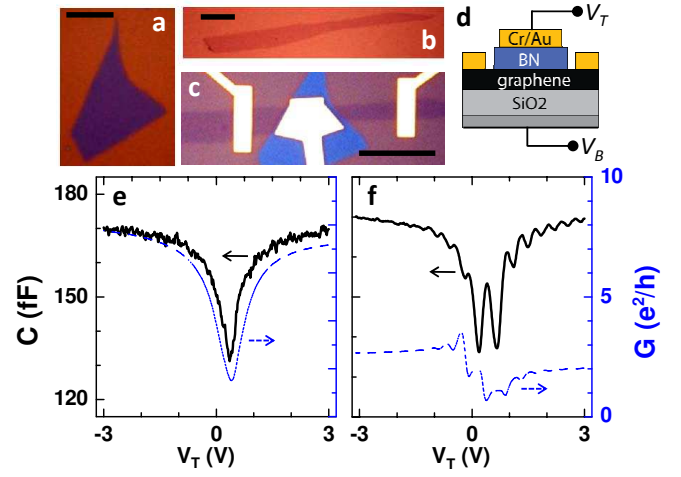 a
b
c
d
V_T
Cr/Au
BN
graphene
SiO2
V_B
e
f
180
150
120
C (fF)
-3 0 3
V_T (V)
-3 0 3
V_T (V)
10
5
0
G (e²/h)